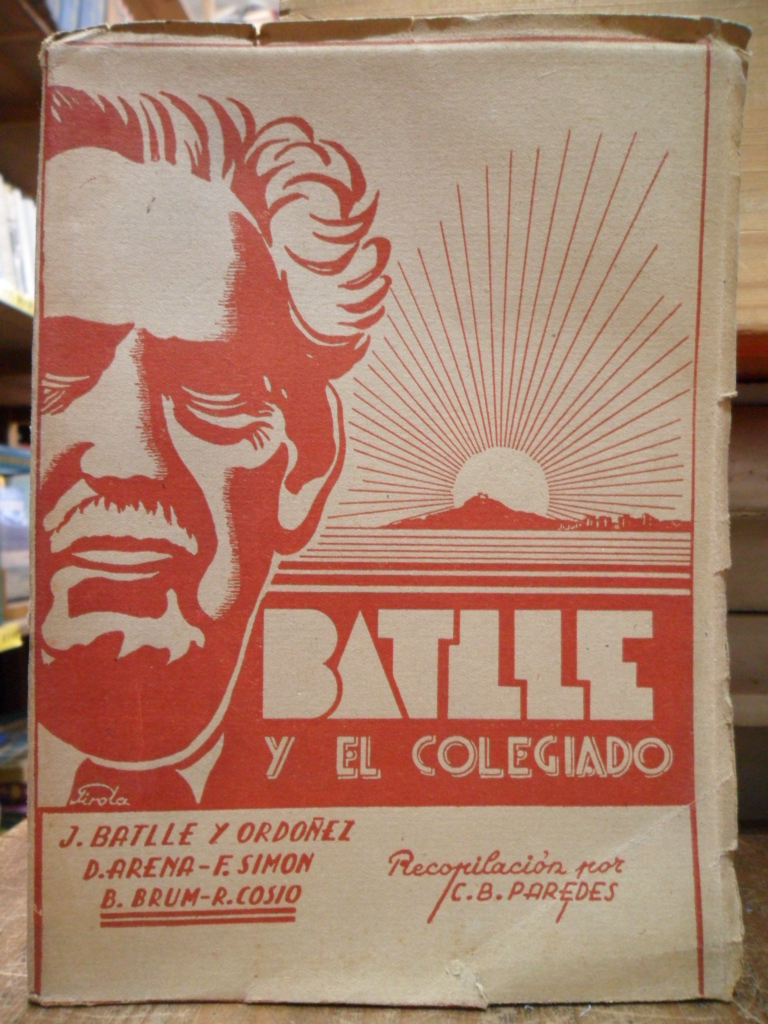 BATLLE
Y EL COLEGIADO
Pirola
J. BATLLE Y ORDOÑEZ
D. ARENA - F. SIMON
B. BRUM - R. COSIO
Recopilación por
C. B. PAREDES